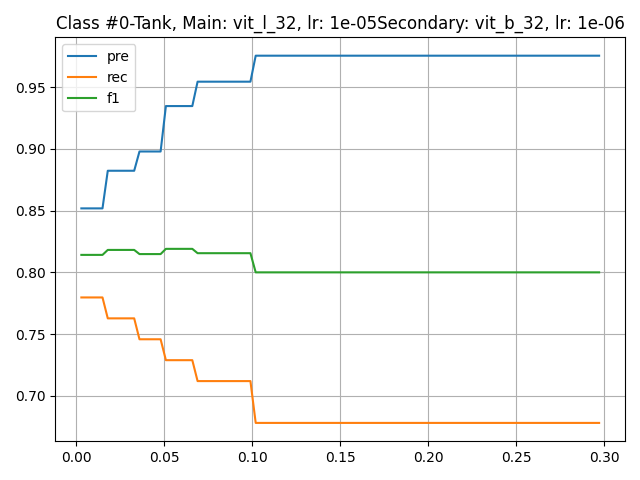 Class #0-Tank, Main: vit_l_32, lr: 1e-05Secondary: vit_b_32, lr: 1e-06
pre
rec
f1
0.95
0.90
0.85
0.80
0.75
0.70
0.00 0.05 0.10 0.15 0.20 0.25 0.30